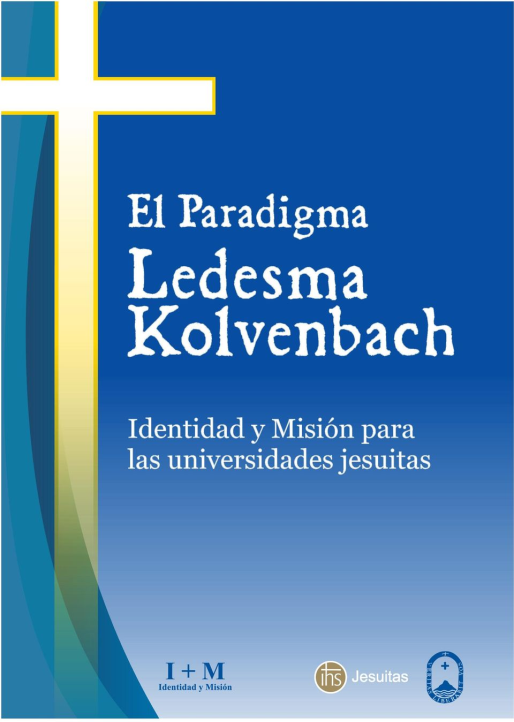 El Paradigma
Ledesma
Kolvenbach
Identidad y Misión para
las universidades jesuitas
I + M
Identidad y Misión
ihs
Jesuitas